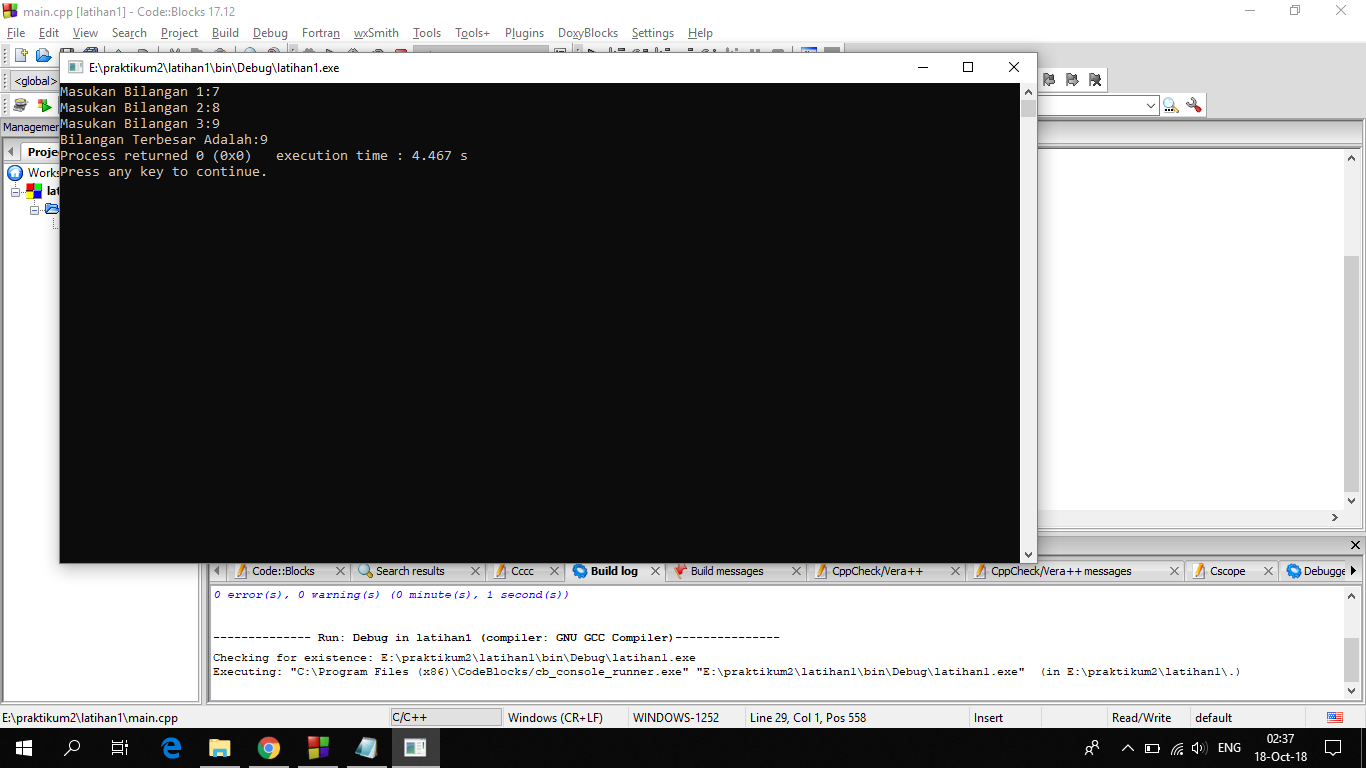 main.cpp [latihan1] - Code::Blocks 17.12
File Edit View Search Project Build Debug Fortran wxSmith Tools Tools+ Plugins DoxyBlocks Settings Help
E:\praktikum2\latihan1\bin\Debug\latihan1.exe
<global>
Masukan Bilangan 1:7
Masukan Bilangan 2:8
Masukan Bilangan 3:9
Bilangan Terbesar Adalah:9
Process returned 0 (0x0)   execution time : 4.467 s
Press any key to continue.
Code::Blocks Search results Cccc Build log Build messages CppCheck/Vera++ CppCheck/Vera++ messages Cscope
0 error(s), 0 warning(s) (0 minute(s), 1 second(s))
-------------- Run: Debug in latihan1 (compiler: GNU GCC Compiler)---------------
Checking for existence: E:\praktikum2\latihan1\bin\Debug\latihan1.exe
Executing: "C:\Program Files (x86)\CodeBlocks/cb_console_runner.exe" "E:\praktikum2\latihan1\bin\Debug\latihan1.exe"  (in E:\praktikum2\latihan1\.)
E:\praktikum2\latihan1\main.cpp C/C++ Windows (CR+LF) WINDOWS-1252 Line 29, Col 1, Pos 558 Insert Read/Write default
ENG
02:37
18-Oct-18